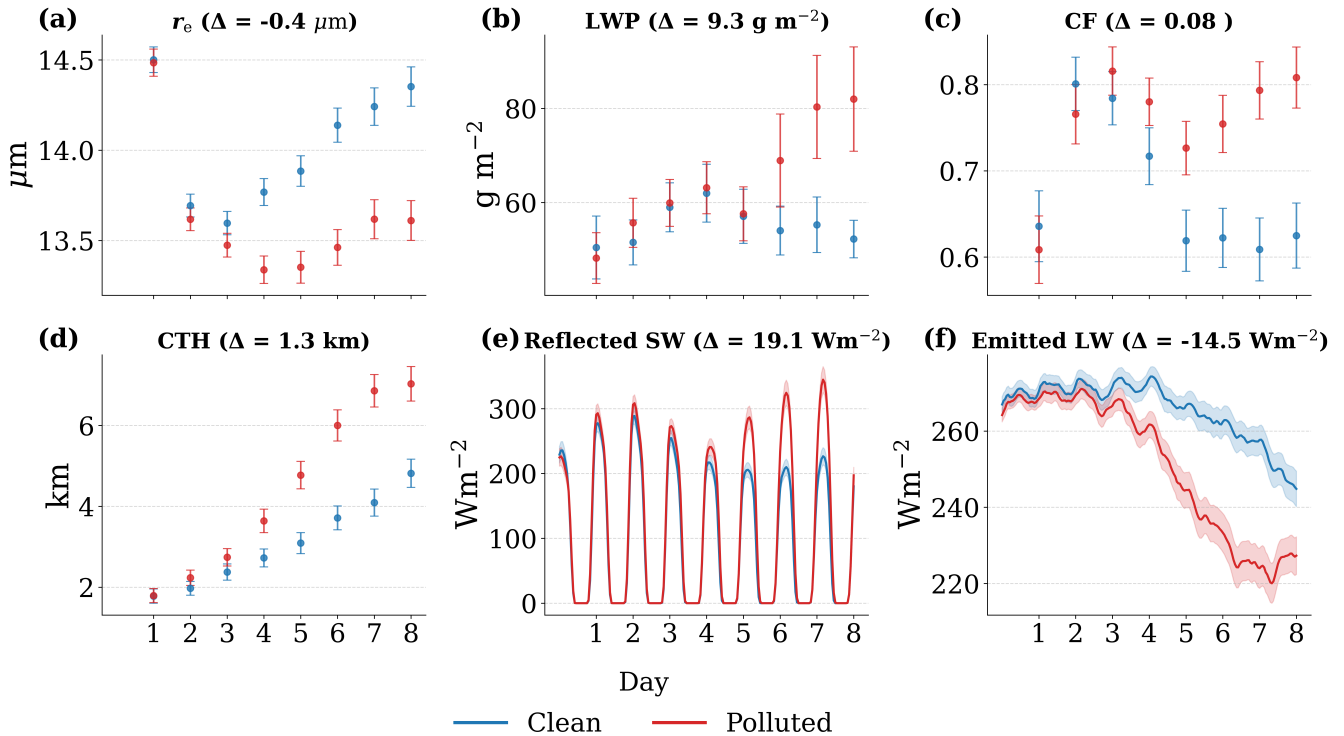 (a) rₑ (Δ = -0.4 μm)
14.5
14.0
13.5
μm
(b) LWP (Δ = 9.3 g m⁻²)
80
60
g m⁻²
(c) CF (Δ = 0.08 )
0.8
0.7
0.6
(d) CTH (Δ = 1.3 km)
6
4
2
km
1 2 3 4 5 6 7 8
(e) Reflected SW (Δ = 19.1 Wm⁻²)
300
200
100
0
Wm⁻²
1 2 3 4 5 6 7 8
(f) Emitted LW (Δ = -14.5 Wm⁻²)
260
240
220
Wm⁻²
1 2 3 4 5 6 7 8
Day
Clean Polluted